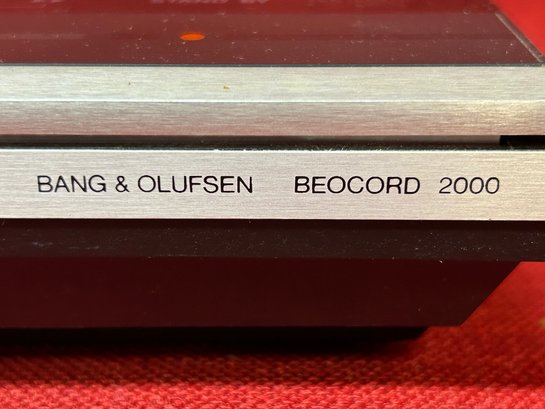 BANG & OLUFSEN BEOCORD 2000